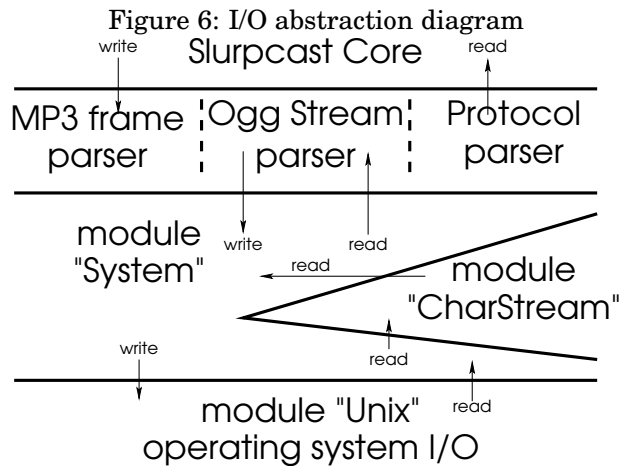 Figure 6: I/O abstraction diagram
write
read
Slurpcast Core
MP3 frame
parser
Ogg Stream
parser
Protocol
parser
module
"System"
write
read
read
module
"CharStream"
write
read
read
module "Unix"
operating system I/O